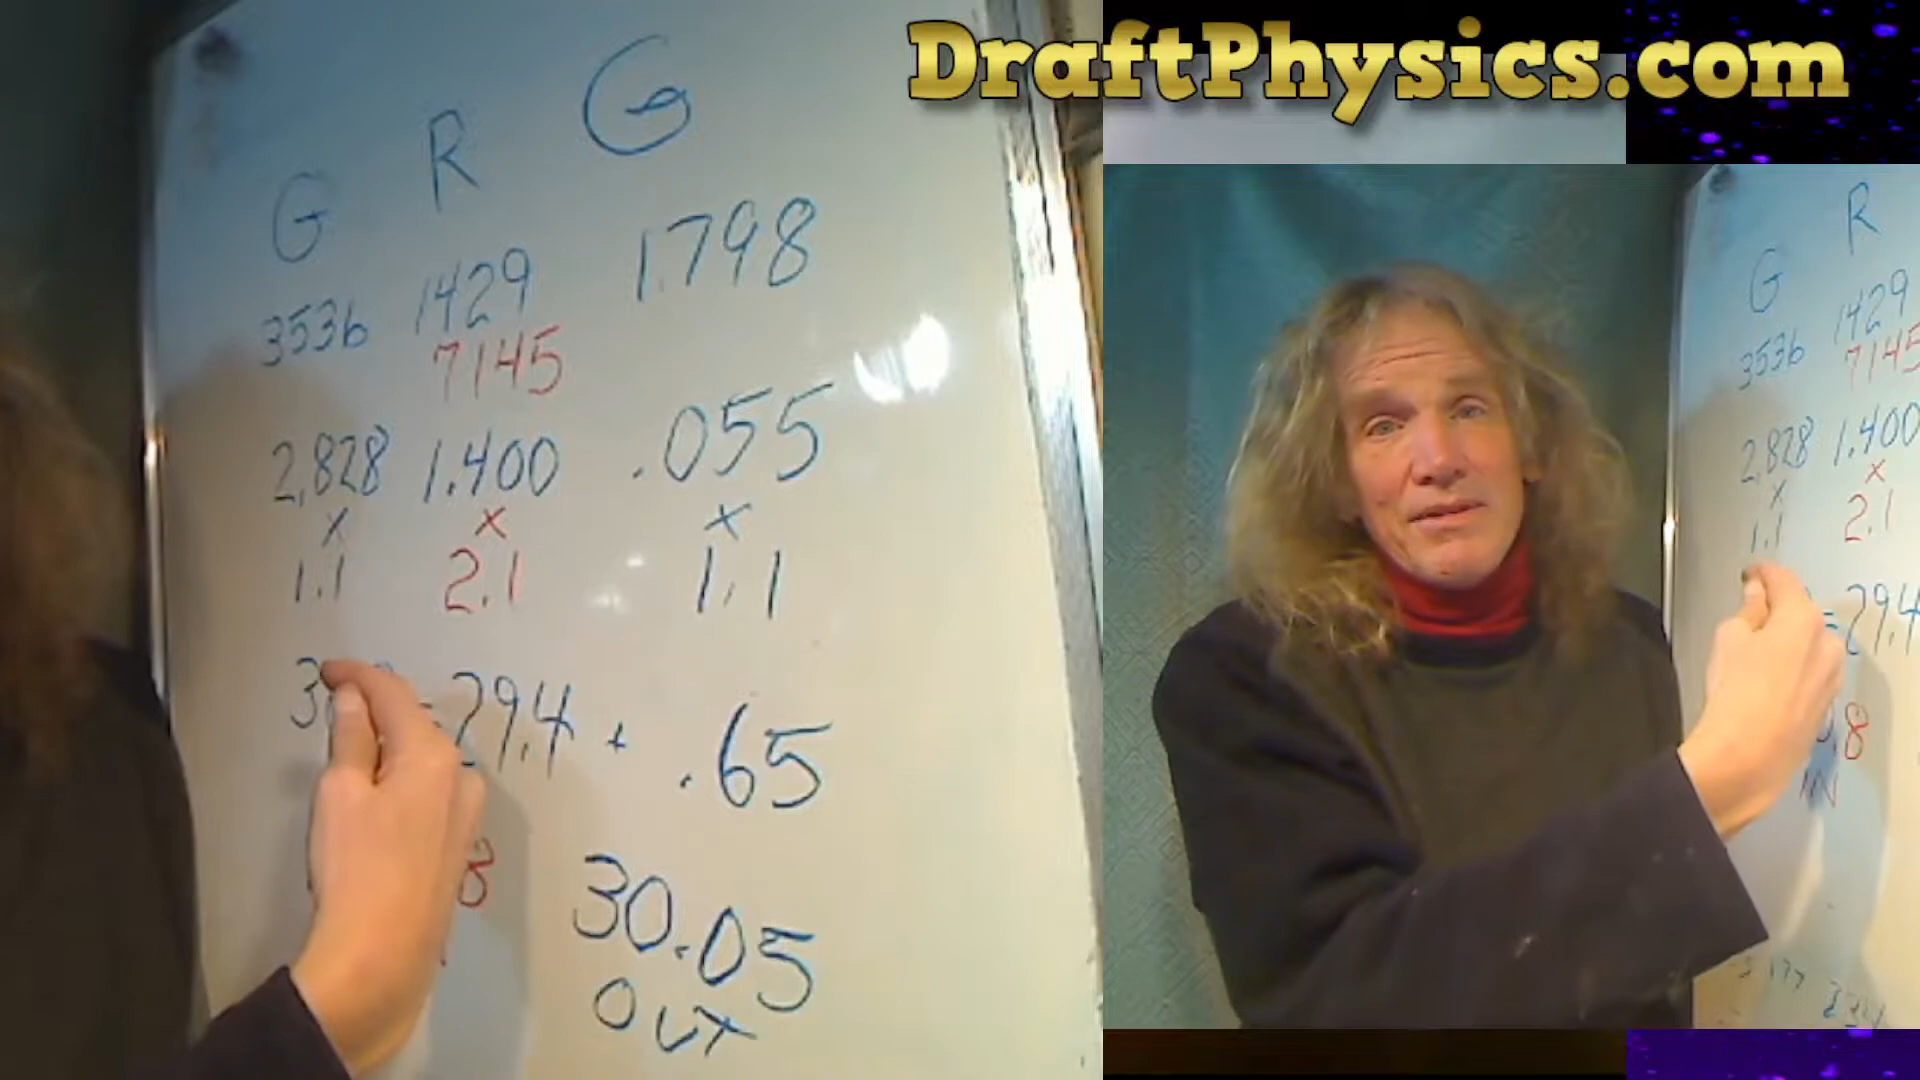 DraftPhysics.com
G R G
3536 1429 1.798
7145
2,828 1.400 .055
x x x
1.1 2.1 1.1
29.4 + .65
8
30.05
OUT
R
G
1429
3536 7145
2,828 1.400
x x
1.1 2.1
= 29.4
8
IN